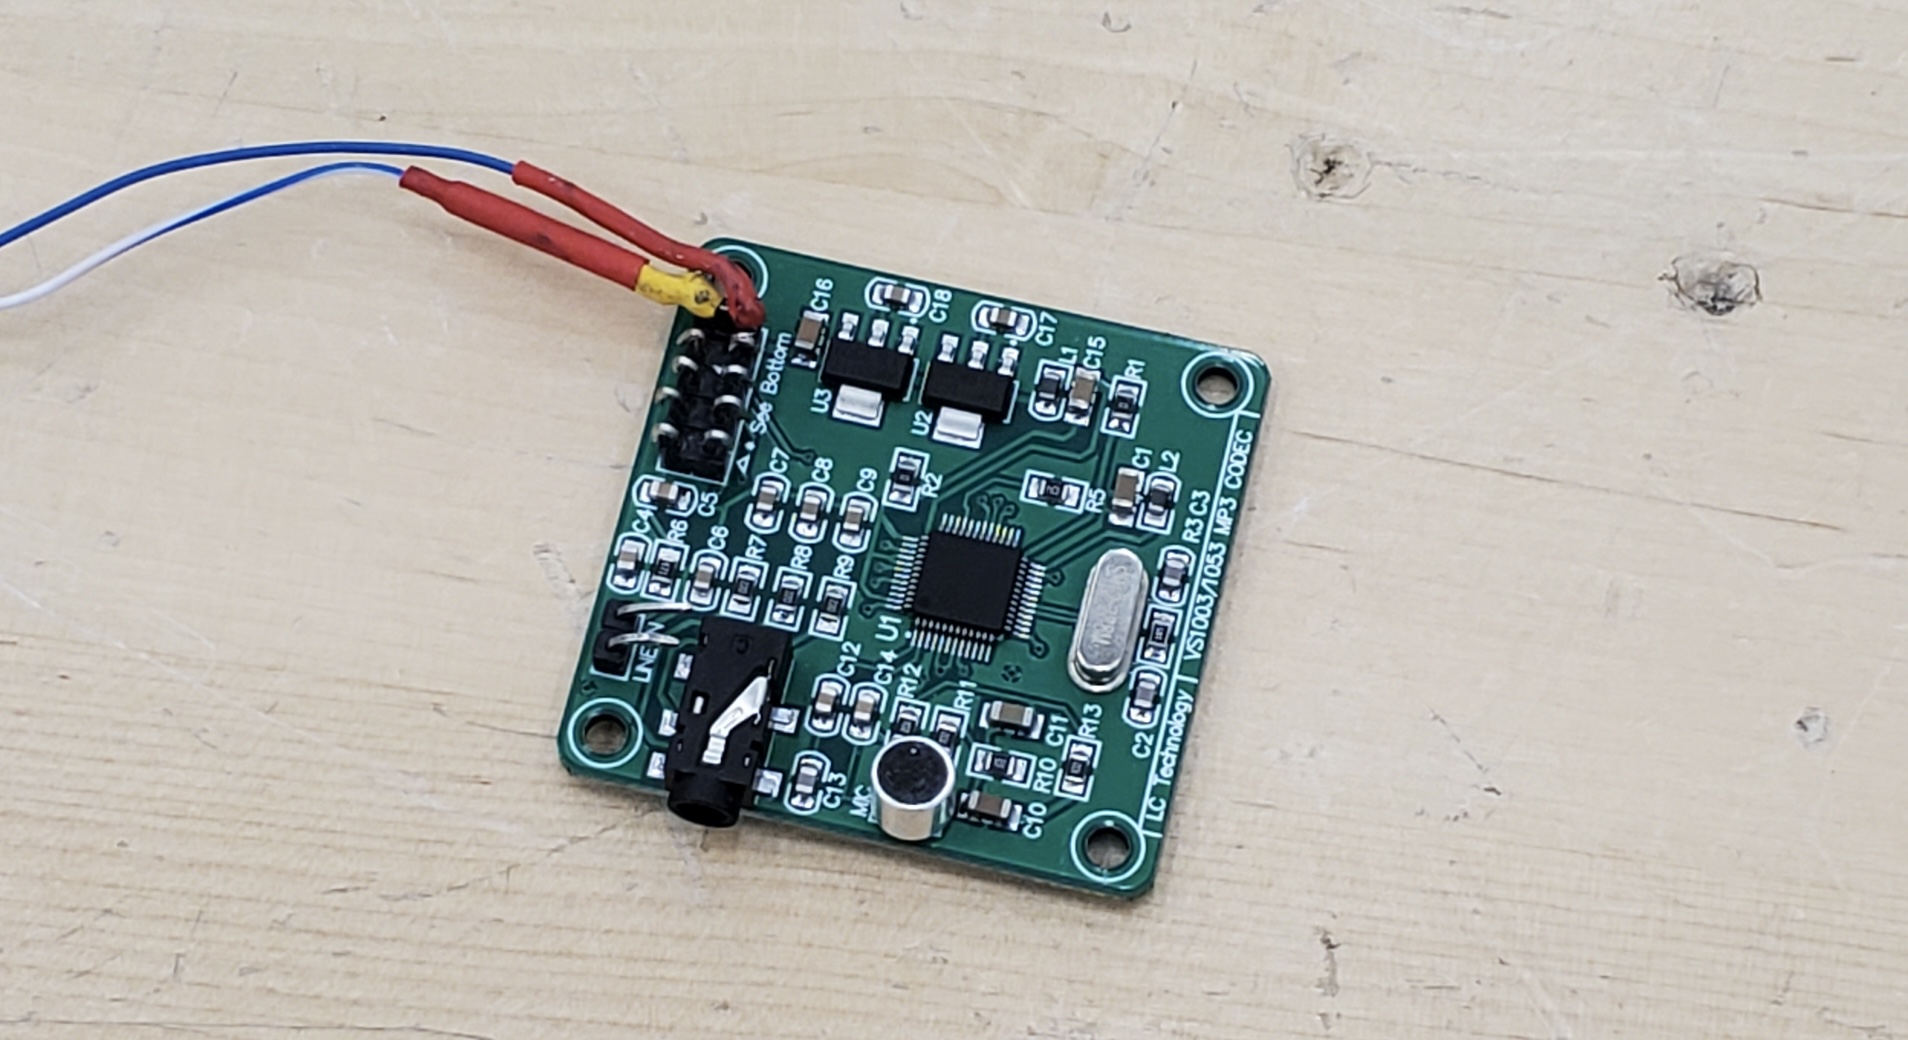 C16
C18
C17
L1
C15
R1
U3
U2
See Bottom
C7
C8
C9
R2
R5
C1
L2
C5
C4
R6
C6
R7
R8
R9
R3
C3
U1
LINE IN
C12
C14
R12
R11
C11
R13
C2
C13
MIC
R10
C10
LC Technology | VS1003/1053 MP3 CODEC